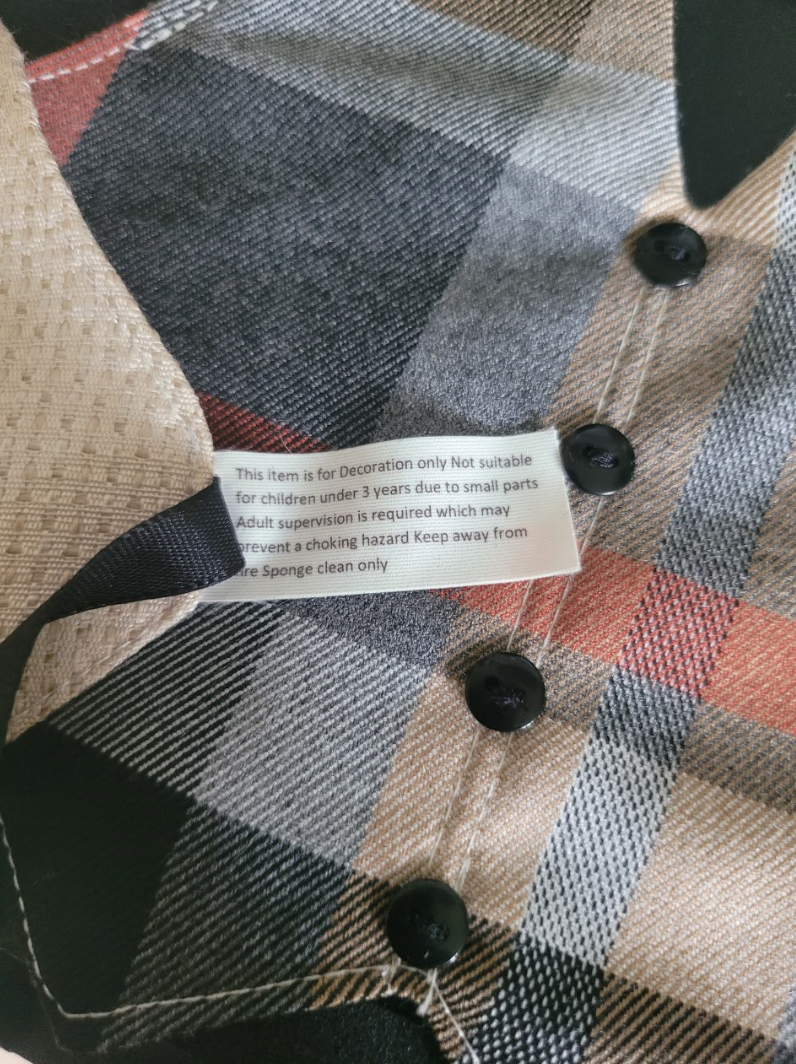 This item is for Decoration only Not suitable
for children under 3 years due to small parts
Adult supervision is required which may
prevent a choking hazard Keep away from
fire Sponge clean only